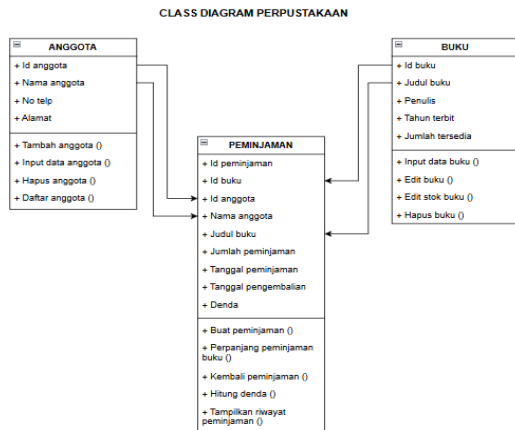 CLASS DIAGRAM PERPUSTAKAAN
ANGGOTA
+ Id anggota
+ Nama anggota
+ No telp
+ Alamat
+ Tambah anggota ()
+ Input data anggota ()
+ Hapus anggota ()
+ Daftar anggota ()
PEMINJAMAN
+ Id peminjaman
+ Id buku
+ Id anggota
+ Nama anggota
+ Judul buku
+ Jumlah peminjaman
+ Tanggal peminjaman
+ Tanggal pengembalian
+ Denda
+ Buat peminjaman ()
+ Perpanjang peminjaman
buku ()
+ Kembali peminjaman ()
+ Hitung denda ()
+ Tampilkan riwayat
peminjaman ()
BUKU
+ Id buku
+ Judul buku
+ Penulis
+ Tahun terbit
+ Jumlah tersedia
+ Input data buku ()
+ Edit buku ()
+ Edit stok buku ()
+ Hapus buku ()